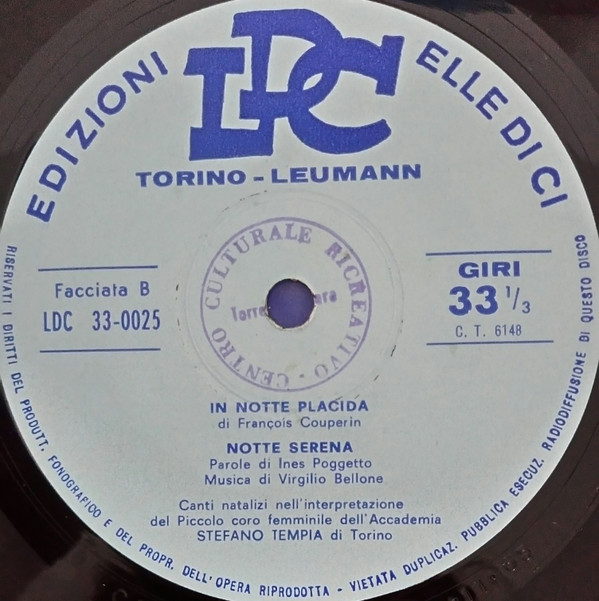 EDIZIONI ELLE DI CI
LDC
TORINO - LEUMANN
Facciata B
LDC 33-0025
GIRI
33 1/3
C. T. 6148
CENTRO CULTURALE RICREATIVO -
IN NOTTE PLACIDA
di François Couperin
NOTTE SERENA
Parole di Ines Poggetto
Musica di Virgilio Bellone
Canti natalizi nell'interpretazione
del Piccolo coro femminile dell'Accademia
STEFANO TEMPIA di Torino
RISERVATI I DIRITTI DEL PRODUTT. FONOGRAFICO E DEL PROPR. DELL'OPERA RIPRODOTTA - VIETATA DUPLICAZ. PUBBLICA ESECUZ. RADIODIFFUSIONE DI QUESTO DISCO